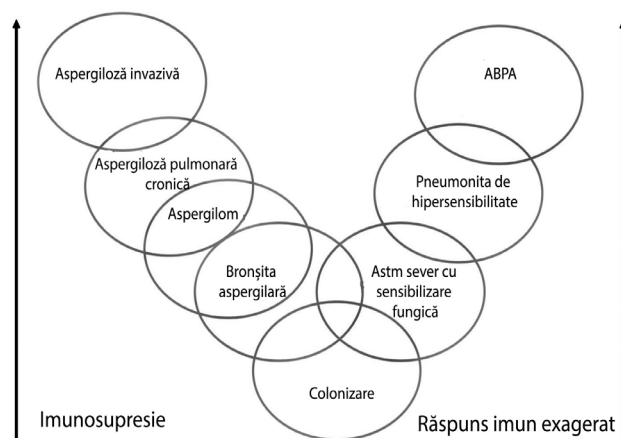 Aspergiloză invazivă
ABPA
Aspergiloză pulmonară
cronică
Pneumonita de
hipersensibilitate
Aspergilom
Bronșita
aspergilară
Astm sever cu
sensibilizare
fungică
Colonizare
Imunosupresie
Răspuns imun exagerat